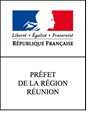 Liberté • Égalité • Fraternité
RÉPUBLIQUE FRANÇAISE
PRÉFET
DE LA RÉGION
RÉUNION